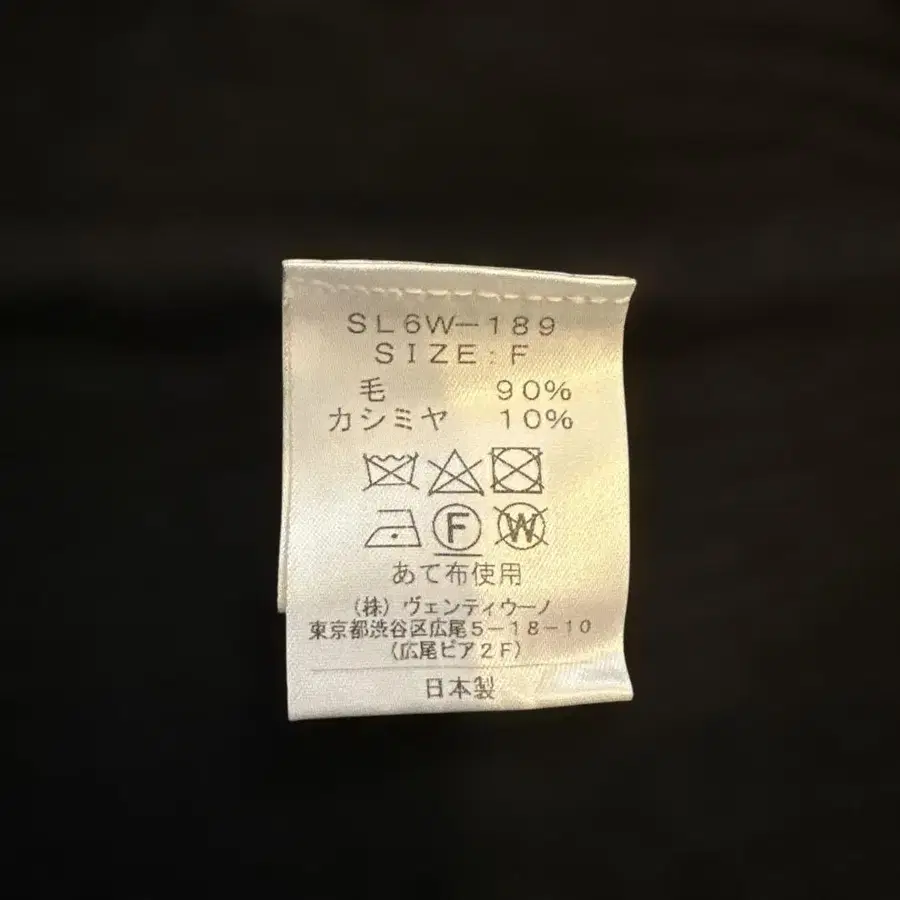 SL6W-189
SIZE:F
毛 90%
カシミヤ 10%
F W
あて布使用
(株)ヴェンティウーノ
東京都渋谷区広尾5-18-10
(広尾ピア2F)
日本製